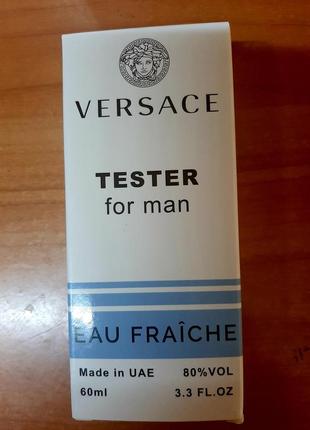 VERSACE
TESTER
for man
EAU FRAÎCHE
Made in UAE 80%VOL
60ml 3.3 FL.OZ